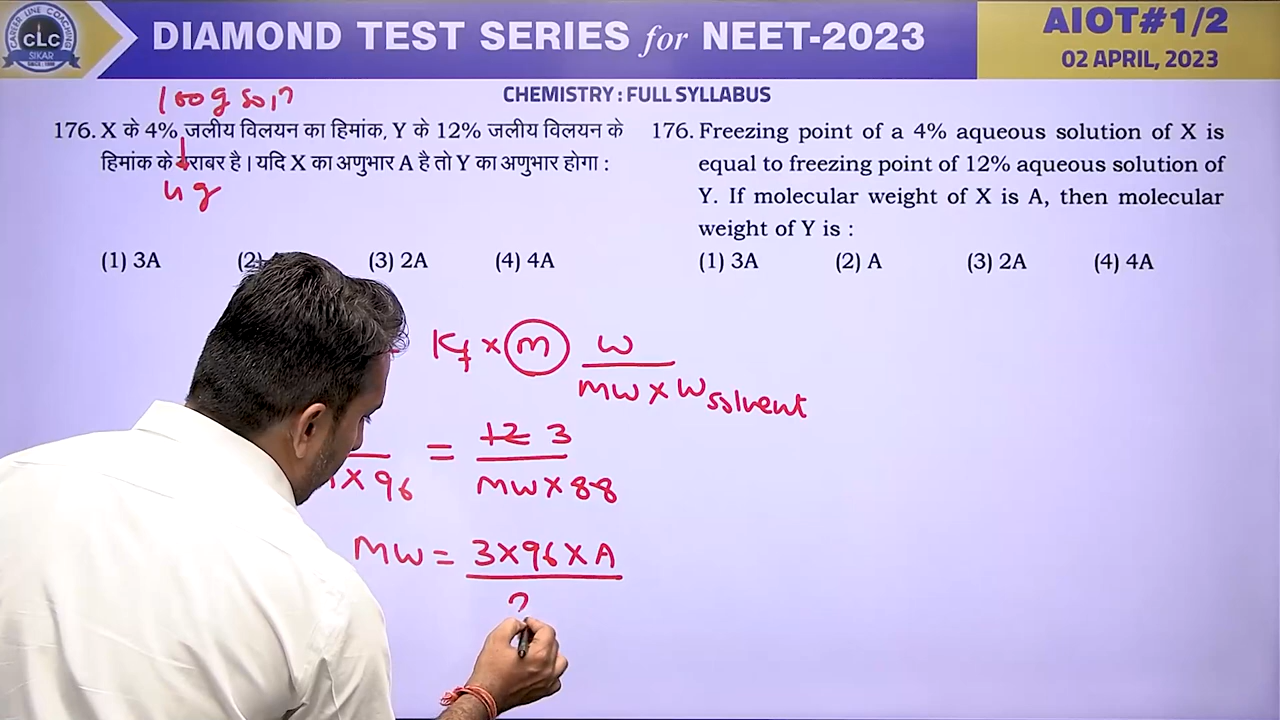 CAREER LINE COACHING
CLC
SIKAR
DIAMOND TEST SERIES for NEET-2023
AIOT#1/2
02 APRIL, 2023
CHEMISTRY : FULL SYLLABUS
100g solⁿ
176. X के 4% जलीय विलयन का हिमांक, Y के 12% जलीय विलयन के
हिमांक के बराबर है। यदि X का अणुभार A है तो Y का अणुभार होगा :
4g
(1) 3A (2) (3) 2A (4) 4A
176. Freezing point of a 4% aqueous solution of X is
equal to freezing point of 12% aqueous solution of
Y. If molecular weight of X is A, then molecular
weight of Y is :
(1) 3A (2) A (3) 2A (4) 4A
Kf × m w
MW × W solvent
= 12 3
× 96 MW × 88
MW = 3×96×A